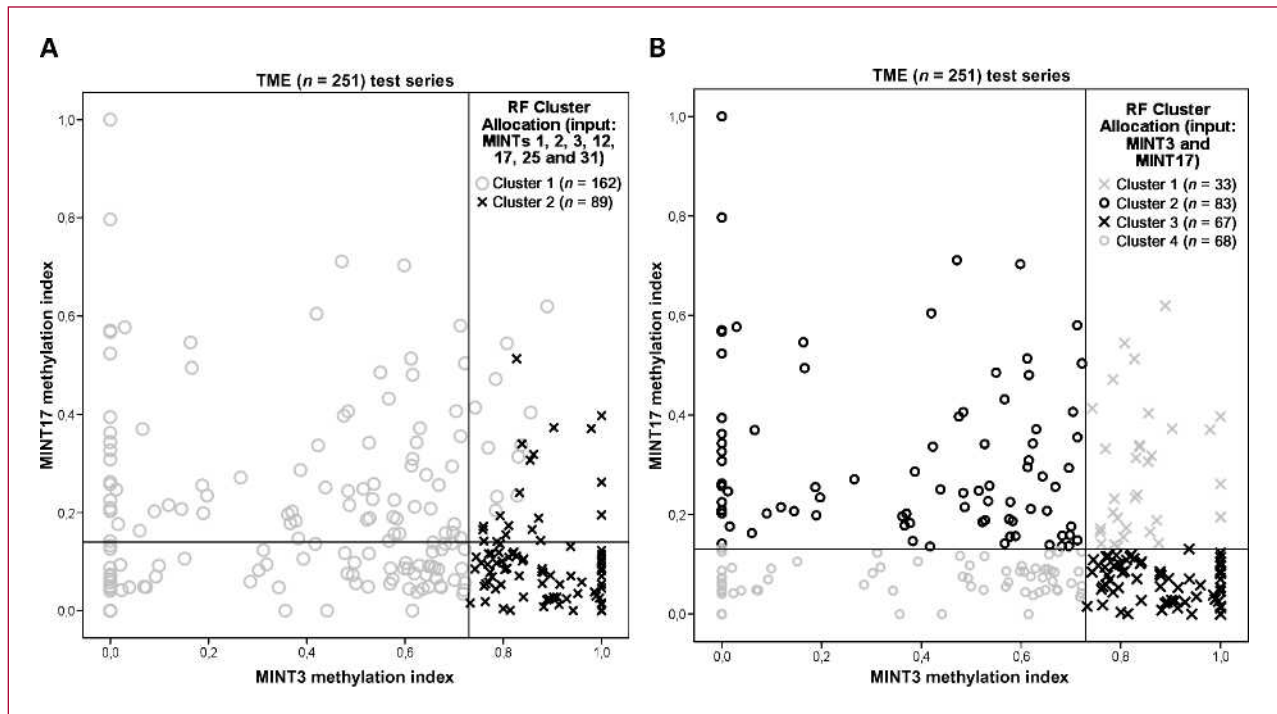 A
TME (n = 251) test series
MINT17 methylation index
1,0
0,8
0,6
0,4
0,2
0,0
0,0
0,2
0,4
0,6
0,8
1,0
MINT3 methylation index
RF Cluster
Allocation (input:
MINTs 1, 2, 3, 12,
17, 25 and 31)
Cluster 1 (n = 162)
Cluster 2 (n = 89)
B
TME (n = 251) test series
MINT17 methylation index
1,0
0,8
0,6
0,4
0,2
0,0
0,0
0,2
0,4
0,6
0,8
1,0
MINT3 methylation index
RF Cluster
Allocation (input:
MINT3 and
MINT17)
Cluster 1 (n = 33)
Cluster 2 (n = 83)
Cluster 3 (n = 67)
Cluster 4 (n = 68)